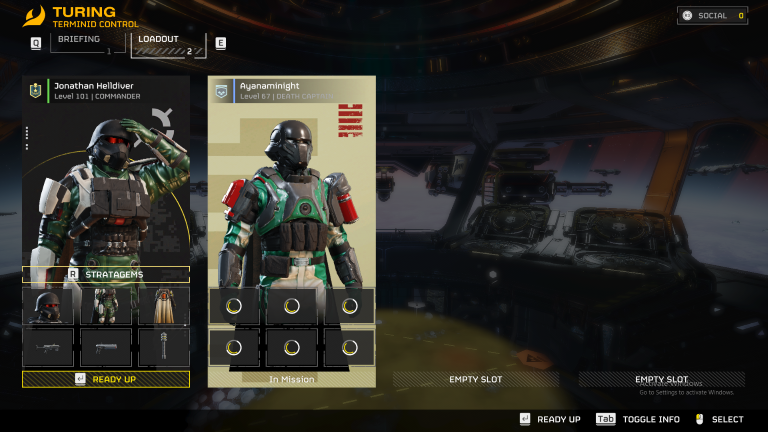 TURING
TERMINID CONTROL
SOCIAL 0
Q
BRIEFING
1
LOADOUT
2
E
Jonathan Helldiver
Level 101 | COMMANDER
Ayanaminight
Level 67 | DEATH CAPTAIN
R STRATAGEMS
READY UP
In Mission
EMPTY SLOT
EMPTY SLOT
Activate Windows
Go to Settings to activate Windows.
READY UP
Tab TOGGLE INFO
SELECT